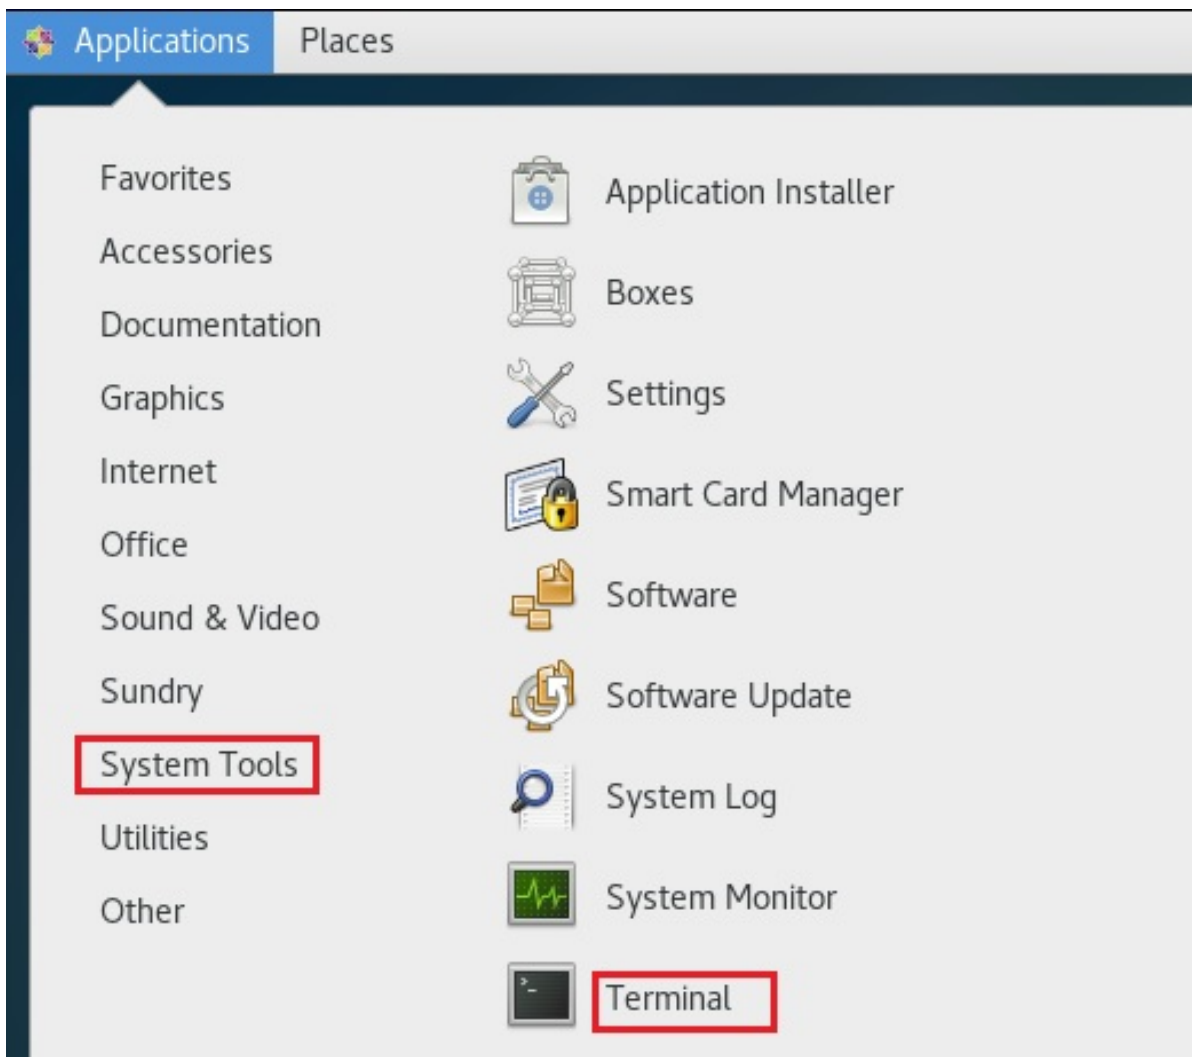 Applications Places
Favorites
Accessories
Documentation
Graphics
Internet
Office
Sound & Video
Sundry
System Tools
Utilities
Other
Application Installer
Boxes
Settings
Smart Card Manager
Software
Software Update
System Log
System Monitor
Terminal